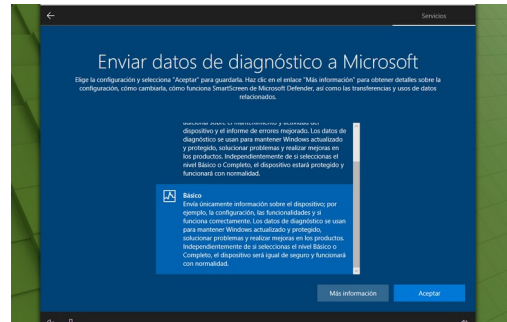 Servicios
Enviar datos de diagnóstico a Microsoft
Elige la configuración y selecciona "Aceptar" para guardarla. Haz clic en el enlace "Más información" para obtener detalles sobre la
configuración, cómo cambiarla, cómo funciona SmartScreen de Microsoft Defender, así como las transferencias y usos de datos
relacionados.
adicional sobre el mantenimiento y actividad del
dispositivo y el informe de errores mejorado. Los datos de
diagnóstico se usan para mantener Windows actualizado
y protegido, solucionar problemas y realizar mejoras en
los productos. Independientemente de si seleccionas el
nivel Básico o Completo, el dispositivo estará protegido y
funcionará con normalidad.
Básico
Envía únicamente información sobre el dispositivo; por
ejemplo, la configuración, las funcionalidades y si
funciona correctamente. Los datos de diagnóstico se usan
para mantener Windows actualizado y protegido,
solucionar problemas y realizar mejoras en los productos.
Independientemente de si seleccionas el nivel Básico o
Completo, el dispositivo será igual de seguro y funcionará
con normalidad.
Más información
Aceptar